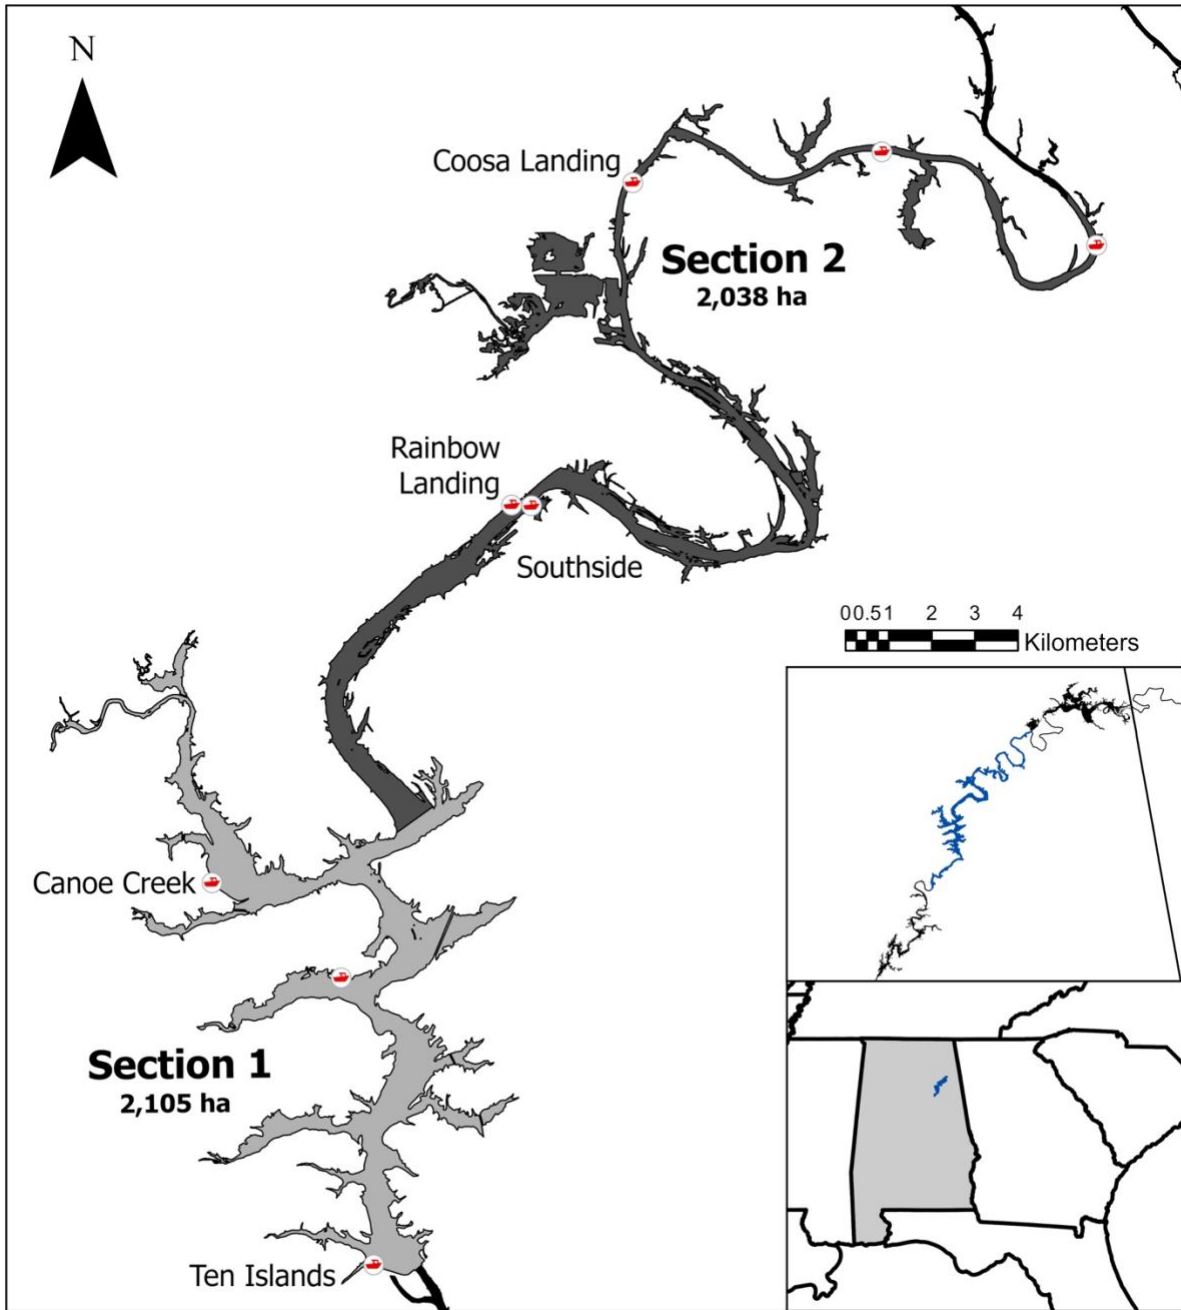 N
Coosa Landing
Section 2
2,038 ha
Rainbow
Landing
Southside
00.51 2 3 4
Kilometers
Canoe Creek
Section 1
2,105 ha
Ten Islands